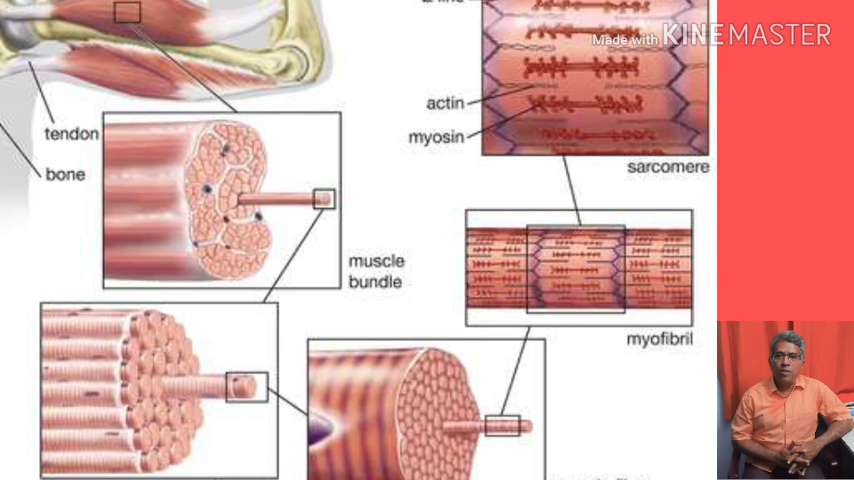 Made with KINEMASTER
actin
myosin
sarcomere
tendon
bone
muscle
bundle
myofibril